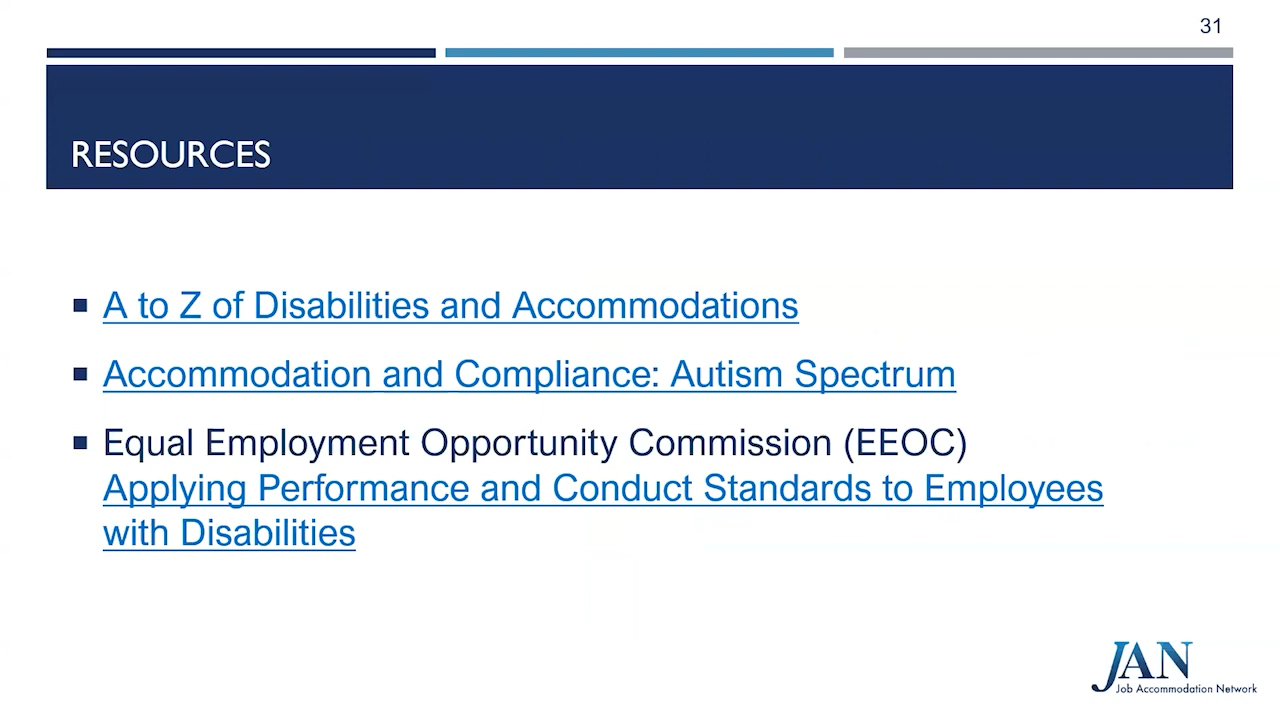 31
RESOURCES
A to Z of Disabilities and Accommodations
Accommodation and Compliance: Autism Spectrum
Equal Employment Opportunity Commission (EEOC)
Applying Performance and Conduct Standards to Employees
with Disabilities
JAN
Job Accommodation Network